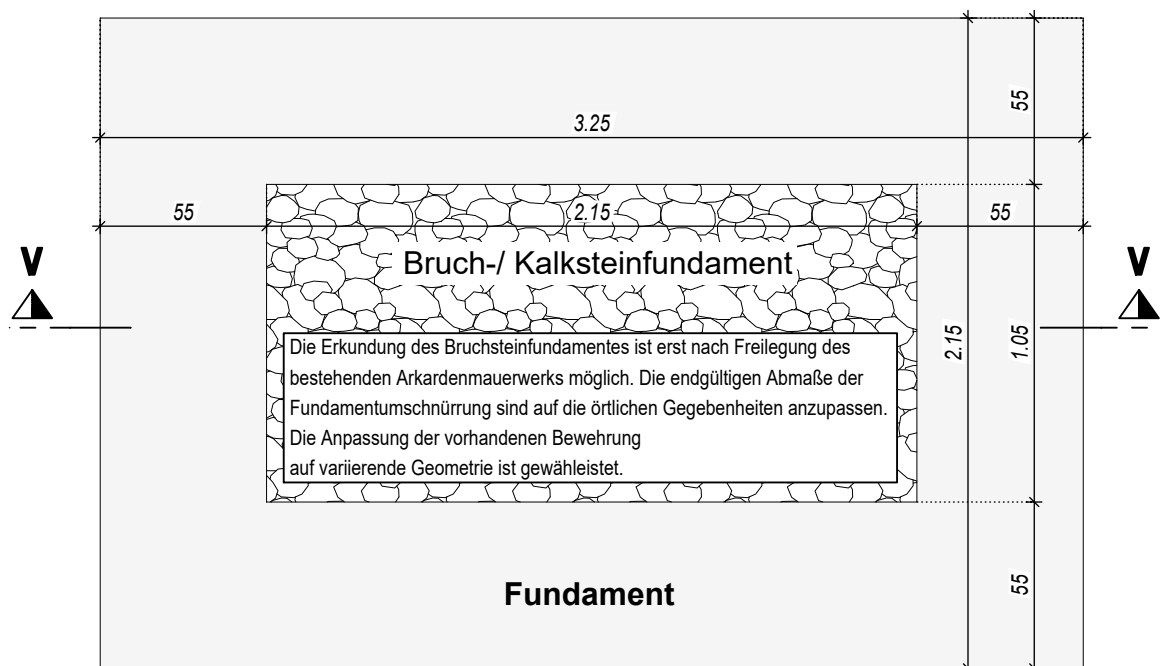 55
3.25
55
2.15
55
Bruch-/ Kalksteinfundament
V
V
2.15
1.05
Die Erkundung des Bruchsteinfundamentes ist erst nach Freilegung des
bestehenden Arkardenmauerwerks möglich. Die endgültigen Abmaße der
Fundamentumschnürrung sind auf die örtlichen Gegebenheiten anzupassen.
Die Anpassung der vorhandenen Bewehrung
auf variierende Geometrie ist gewähleistet.
55
Fundament